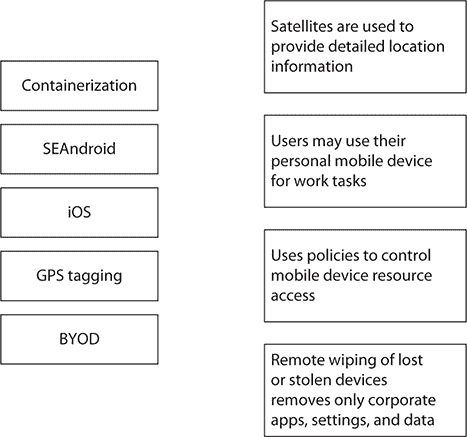 Containerization
SEAndroid
iOS
GPS tagging
BYOD
Satellites are used to
provide detailed location
information
Users may use their
personal mobile device
for work tasks
Uses policies to control
mobile device resource
access
Remote wiping of lost
or stolen devices
removes only corporate
apps, settings, and data